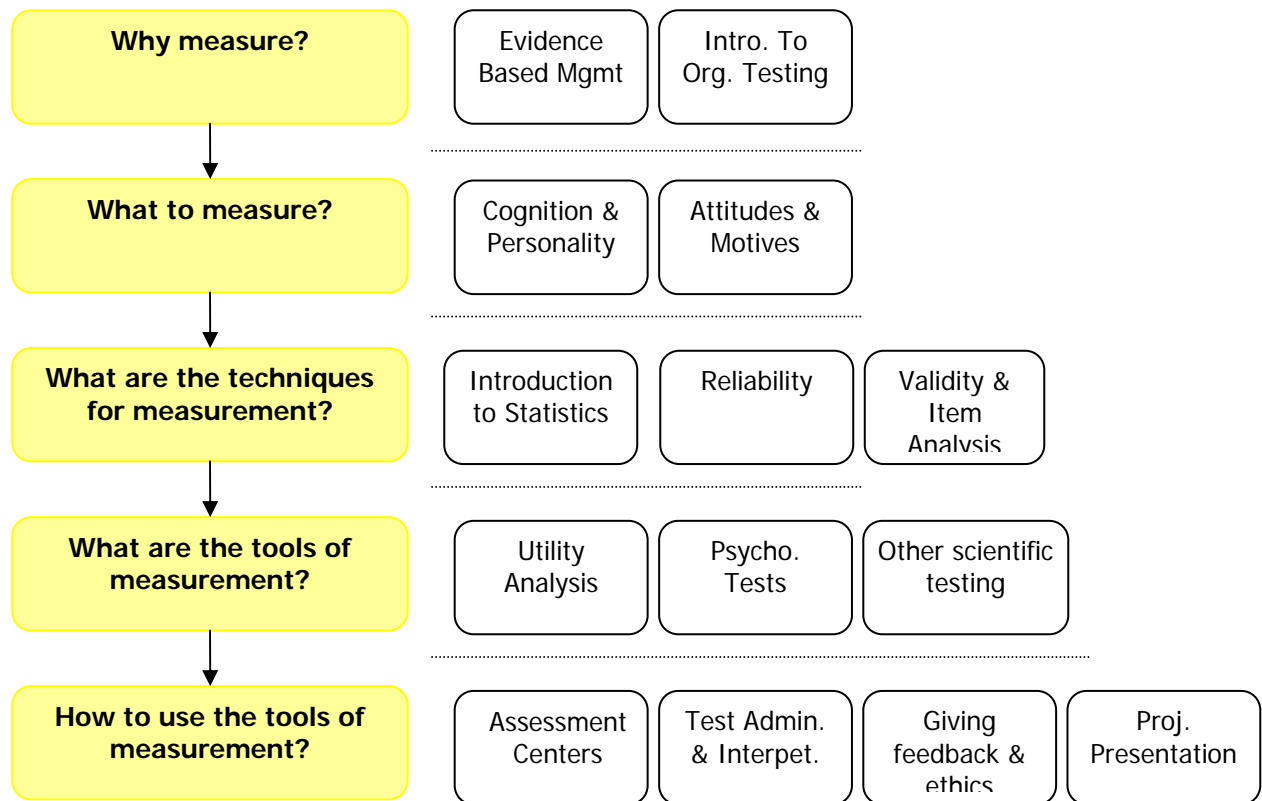 Why measure?
Evidence
Based Mgmt
Intro. To
Org. Testing
What to measure?
Cognition &
Personality
Attitudes &
Motives
What are the techniques
for measurement?
Introduction
to Statistics
Reliability
Validity &
Item
Analysis
What are the tools of
measurement?
Utility
Analysis
Psycho.
Tests
Other scientific
testing
How to use the tools of
measurement?
Assessment
Centers
Test Admin.
& Interpet.
Giving
feedback &
ethics
Proj.
Presentation